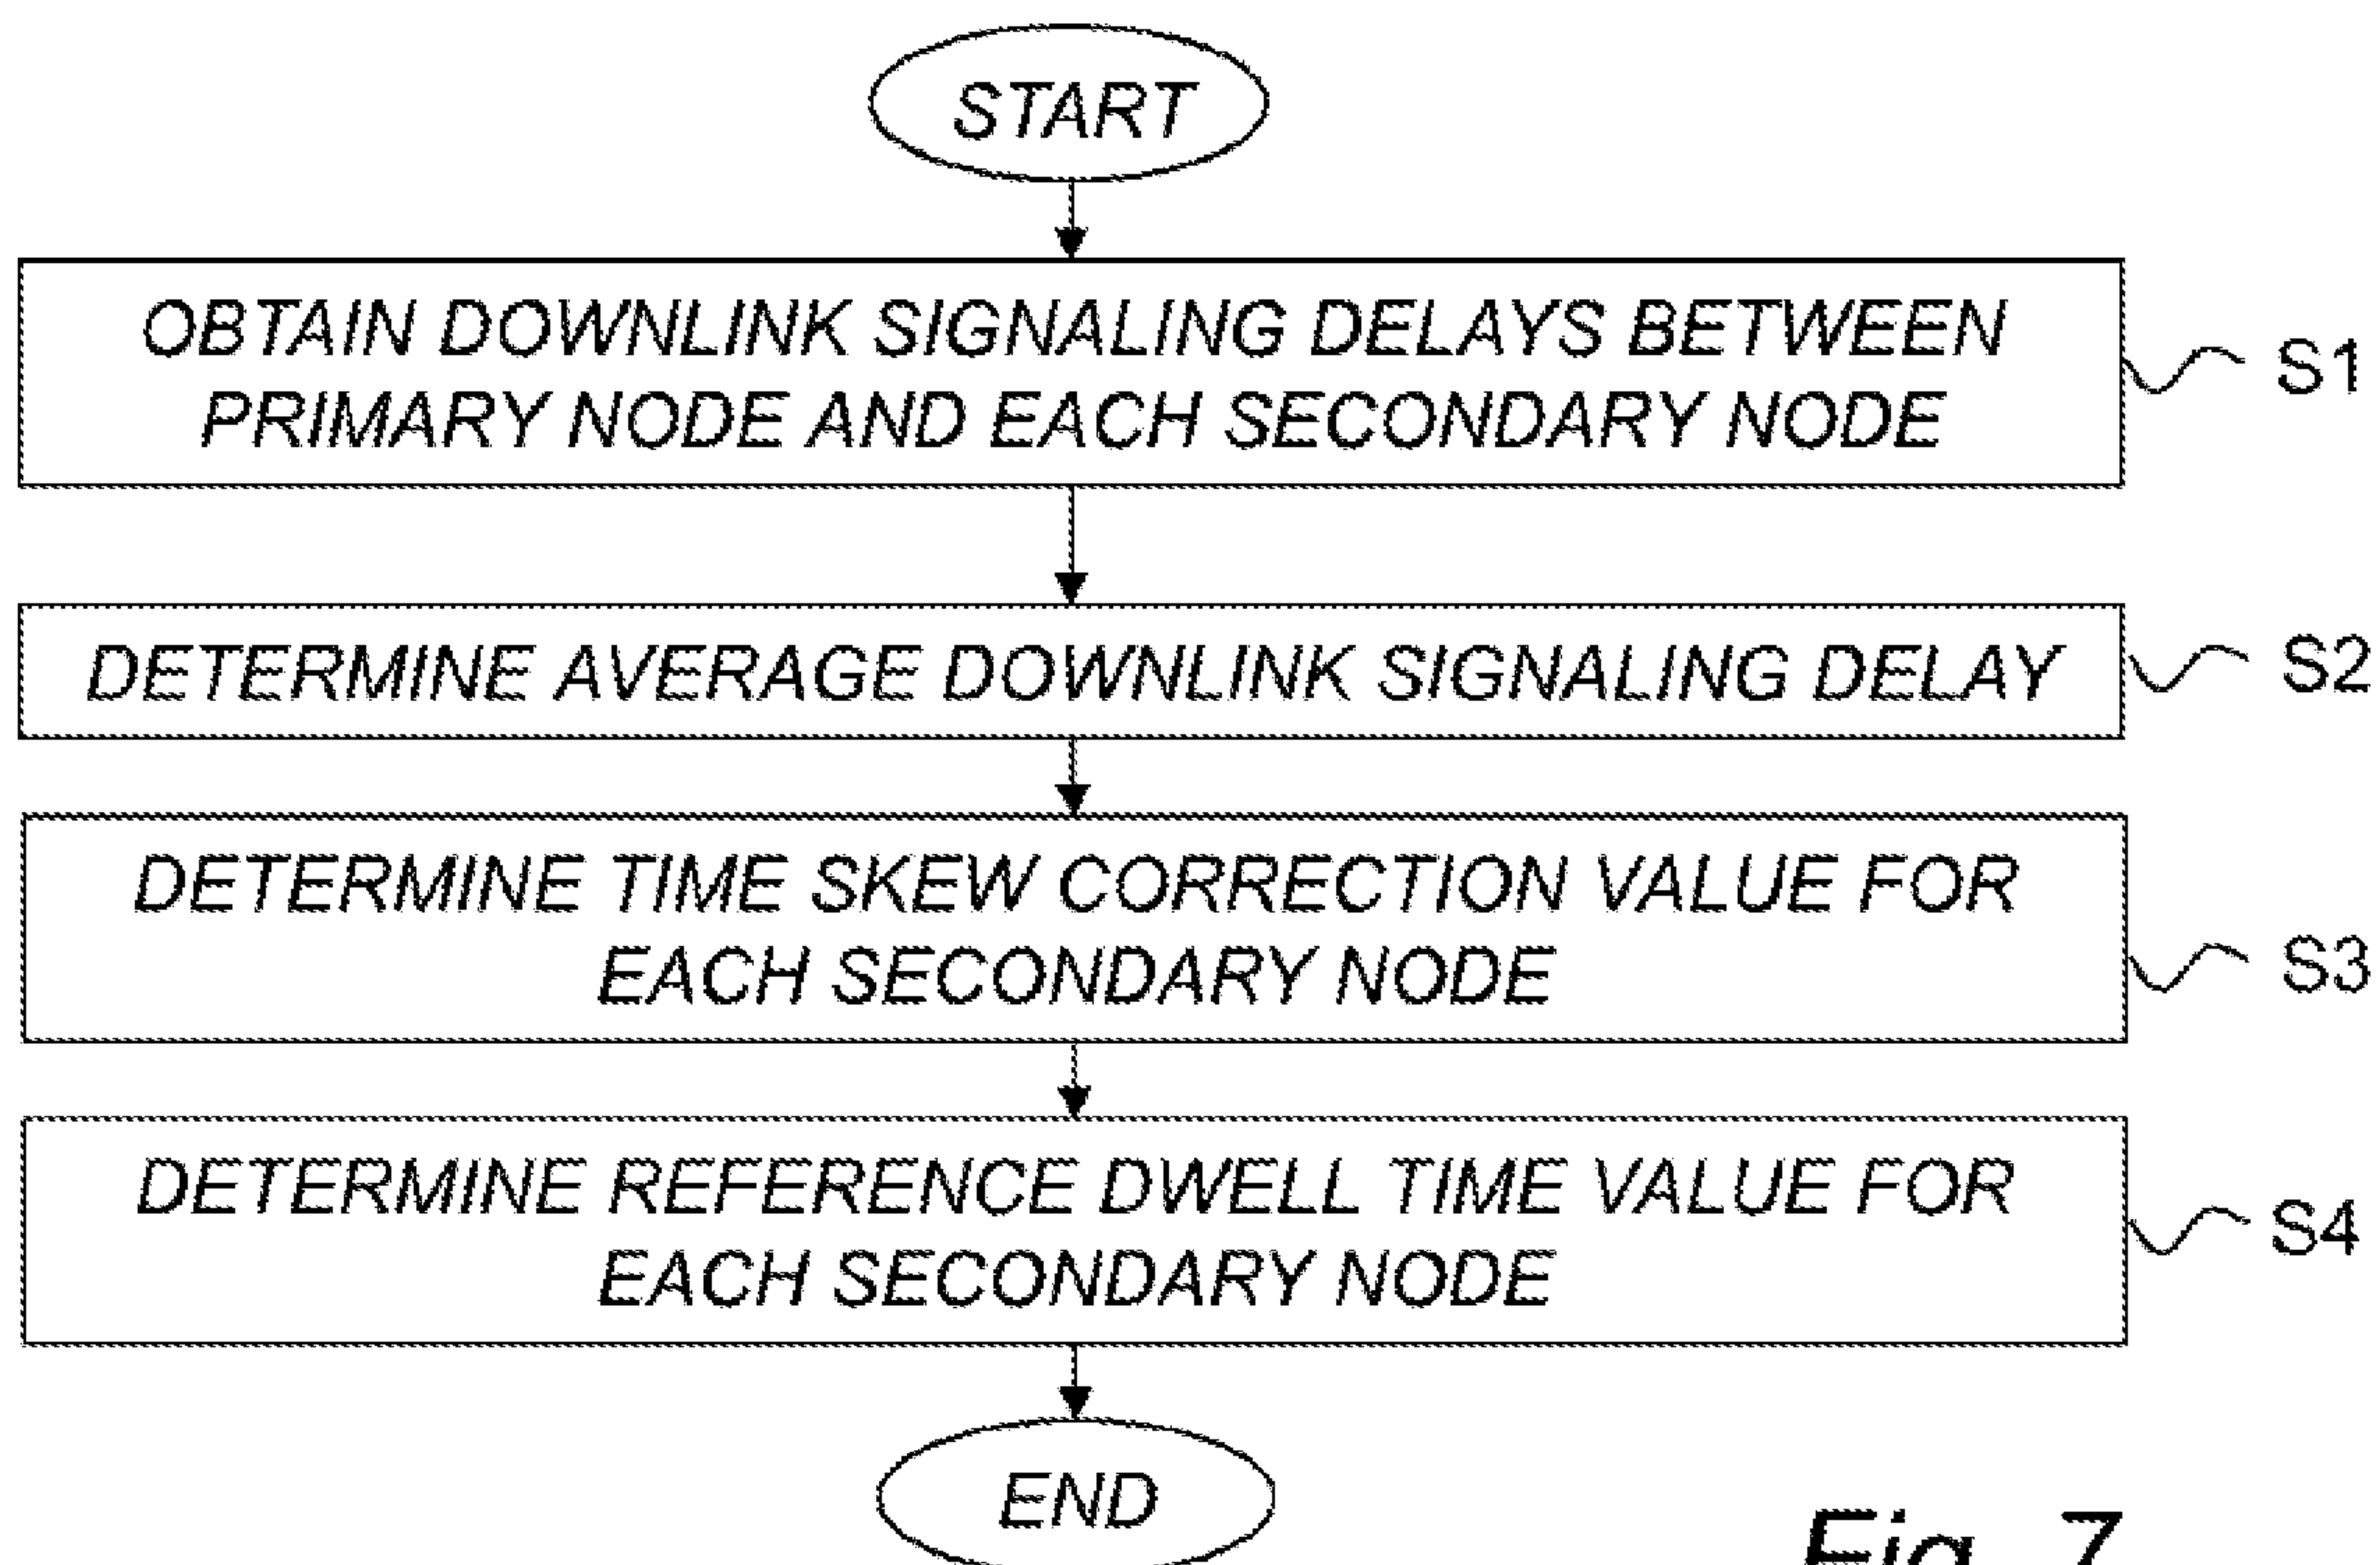 START
OBTAIN DOWNLINK SIGNALING DELAYS BETWEEN
PRIMARY NODE AND EACH SECONDARY NODE
S1
DETERMINE AVERAGE DOWNLINK SIGNALING DELAY
S2
DETERMINE TIME SKEW CORRECTION VALUE FOR
EACH SECONDARY NODE
S3
DETERMINE REFERENCE DWELL TIME VALUE FOR
EACH SECONDARY NODE
S4
END
Fig. 7